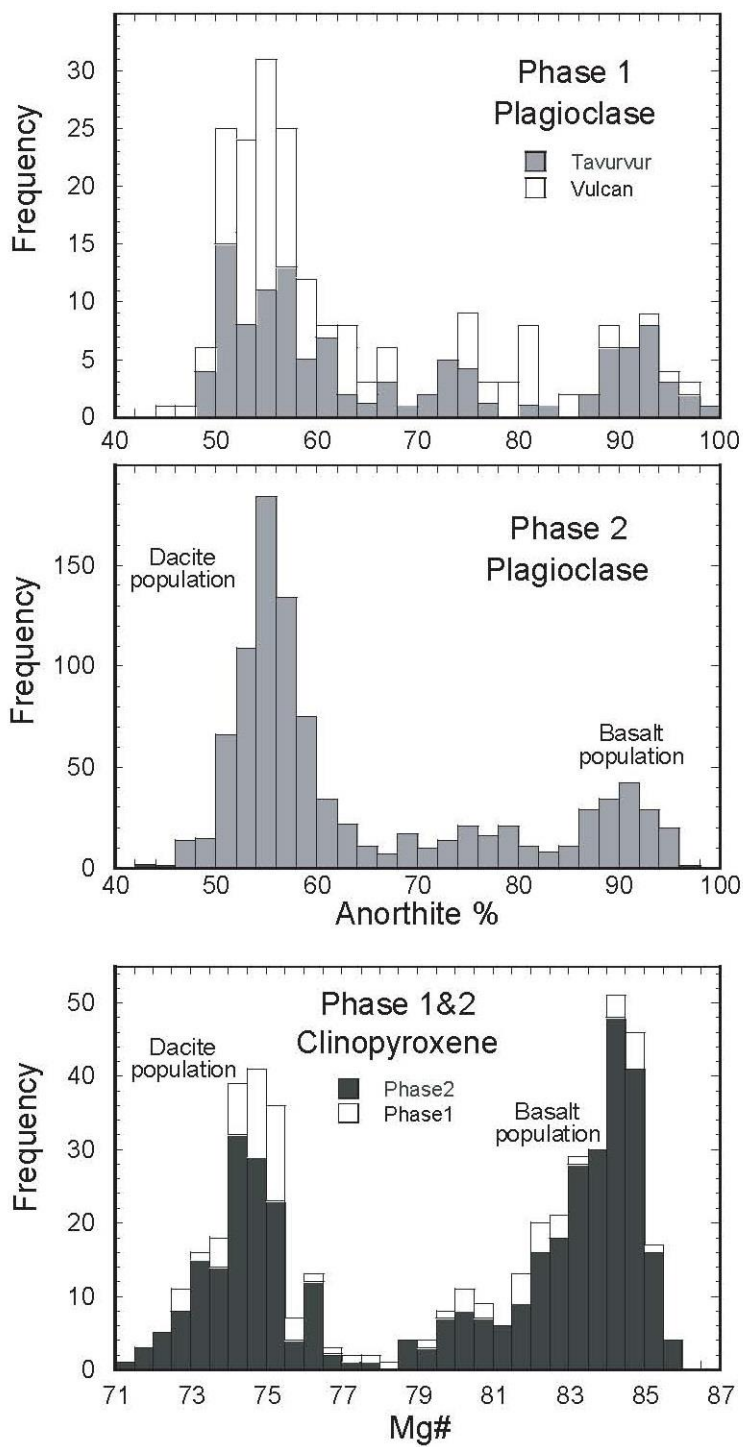 Phase 1
Plagioclase
Tavurvur
Vulcan
Frequency
35
30
25
20
15
10
5
0
40 50 60 70 80 90 100
Phase 2
Plagioclase
Dacite
population
Basalt
population
Frequency
150
100
50
0
40 50 60 70 80 90 100
Anorthite %
Phase 1&2
Clinopyroxene
Dacite
population
Phase2
Phase1
Basalt
population
Frequency
50
40
30
20
10
0
71 73 75 77 79 81 83 85 87
Mg#